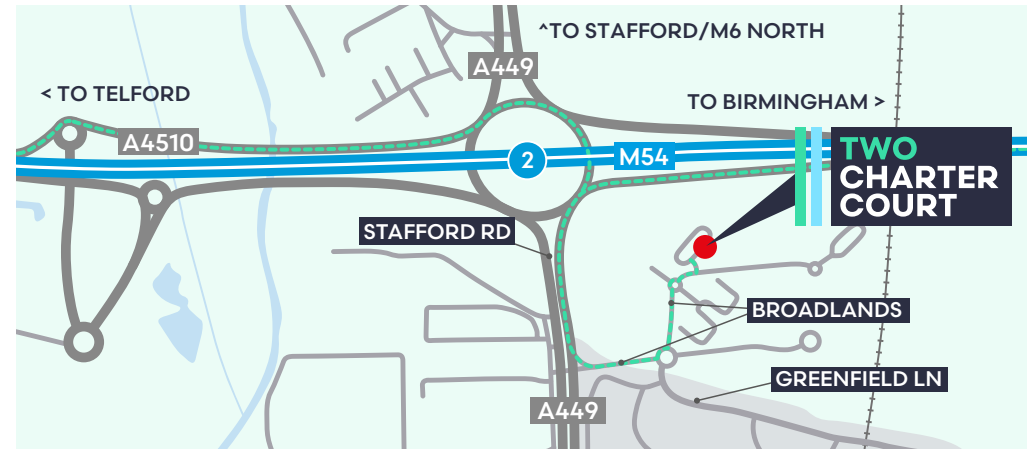 ^TO STAFFORD/M6 NORTH
A449
< TO TELFORD
TO BIRMINGHAM >
A4510
2
M54
TWO
CHARTER
COURT
STAFFORD RD
BROADLANDS
GREENFIELD LN
A449